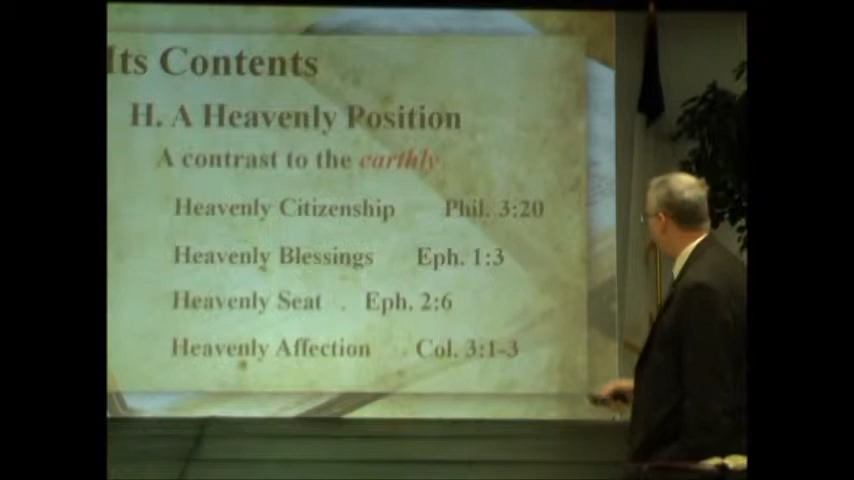 Its Contents
H. A Heavenly Position
A contrast to the earthly
Heavenly Citizenship Phil. 3:20
Heavenly Blessings Eph. 1:3
Heavenly Seat Eph. 2:6
Heavenly Affection Col. 3:1-3